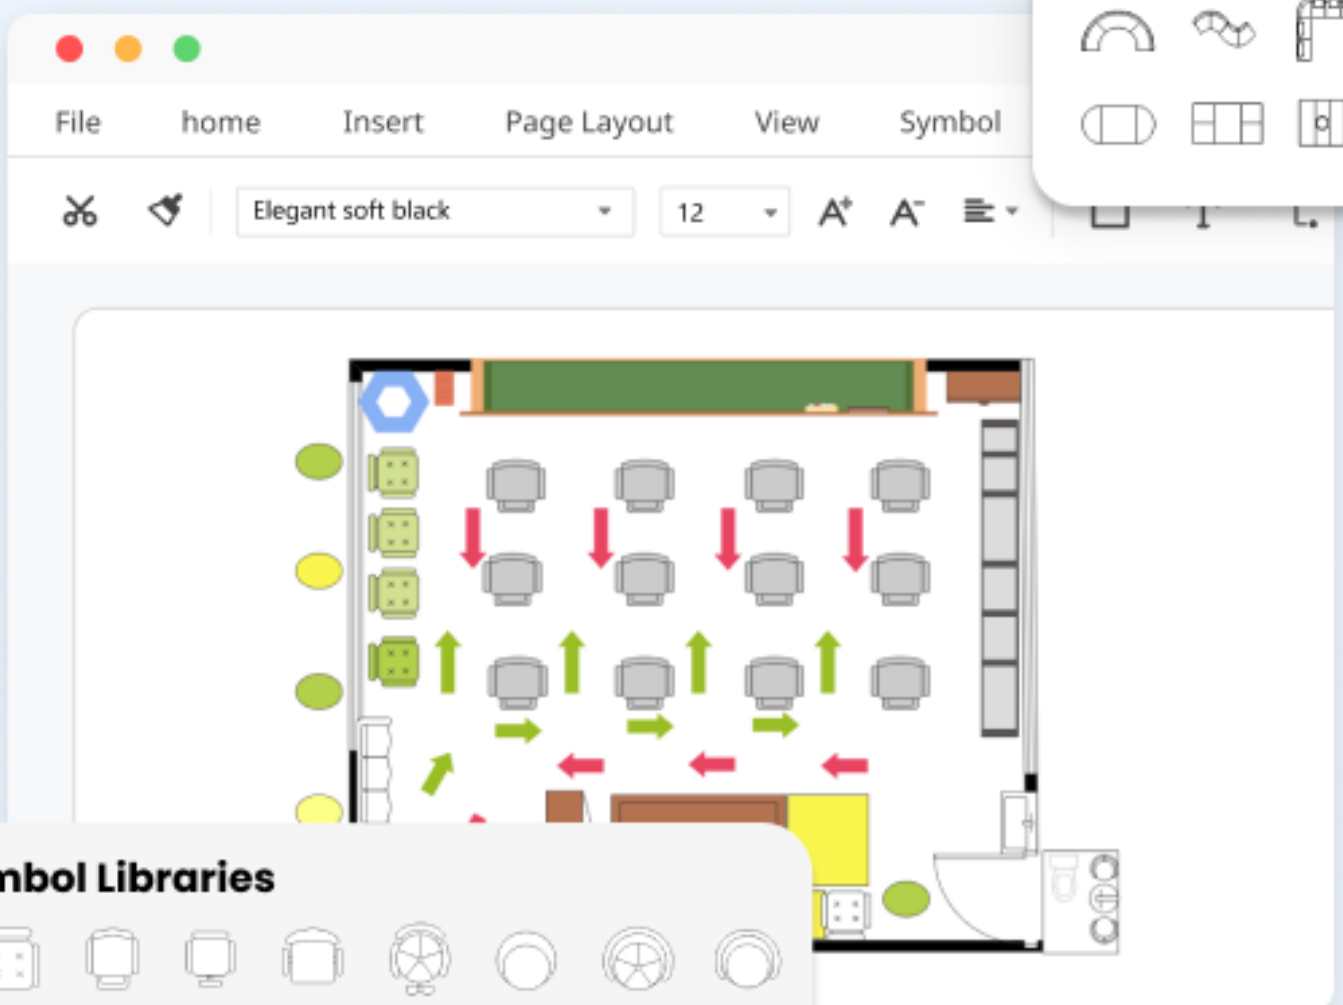 File home Insert Page Layout View Symbol
Elegant soft black 12 A+ A-
mbol Libraries